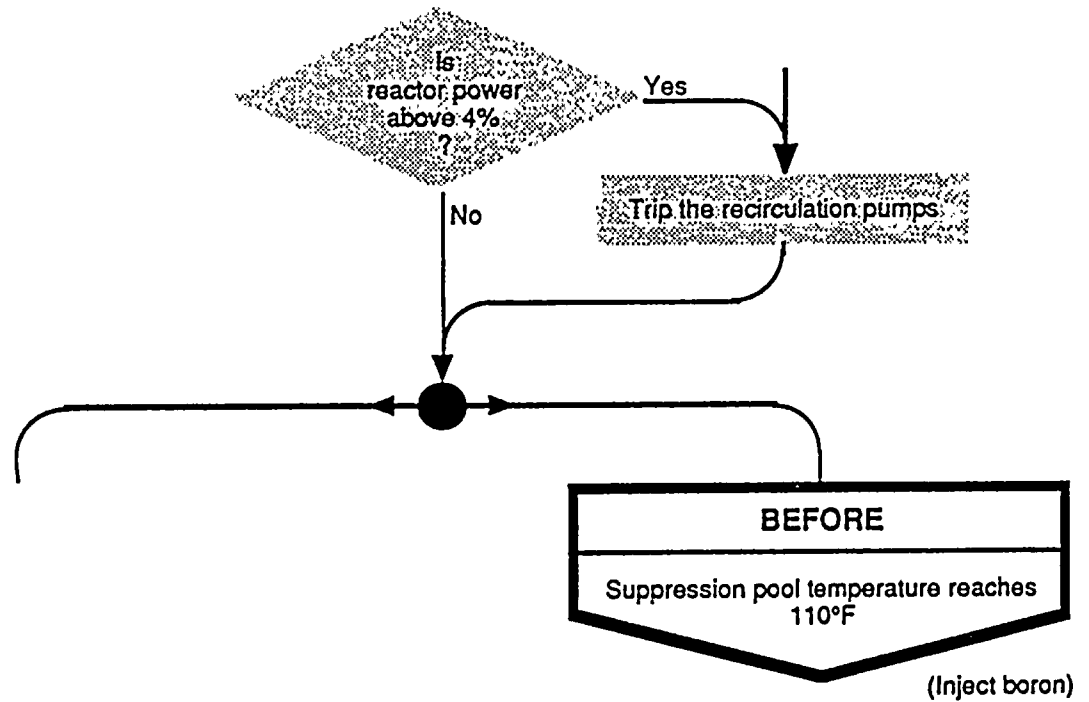 Is
reactor power
above 4%
?
Yes
No
Trip the recirculation pumps
BEFORE
Suppression pool temperature reaches
110°F
(Inject boron)